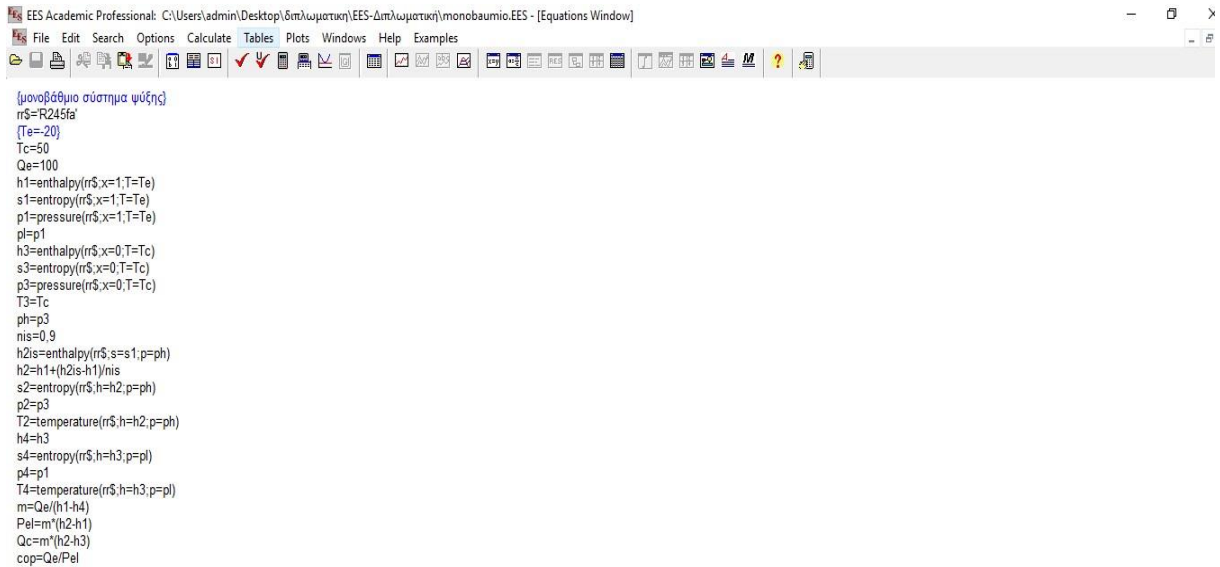 EES Academic Professional: C:\Users\admin\Desktop\διπλωματικη\EES-Διπλωματική\monobaumio.EES - [Equations Window]
File Edit Search Options Calculate Tables Plots Windows Help Examples
{μονοβάθμιο σύστημα ψύξης}
rr$='R245fa'
{Te=-20}
Tc=50
Qe=100
h1=enthalpy(rr$;x=1;T=Te)
s1=entropy(rr$;x=1;T=Te)
p1=pressure(rr$;x=1;T=Te)
pl=p1
h3=enthalpy(rr$;x=0;T=Tc)
s3=entropy(rr$;x=0;T=Tc)
p3=pressure(rr$;x=0;T=Tc)
T3=Tc
ph=p3
nis=0,9
h2is=enthalpy(rr$;s=s1;p=ph)
h2=h1+(h2is-h1)/nis
s2=entropy(rr$;h=h2;p=ph)
p2=p3
T2=temperature(rr$;h=h2;p=ph)
h4=h3
s4=entropy(rr$;h=h3;p=pl)
p4=p1
T4=temperature(rr$;h=h3;p=pl)
m=Qe/(h1-h4)
Pel=m*(h2-h1)
Qc=m*(h2-h3)
cop=Qe/Pel